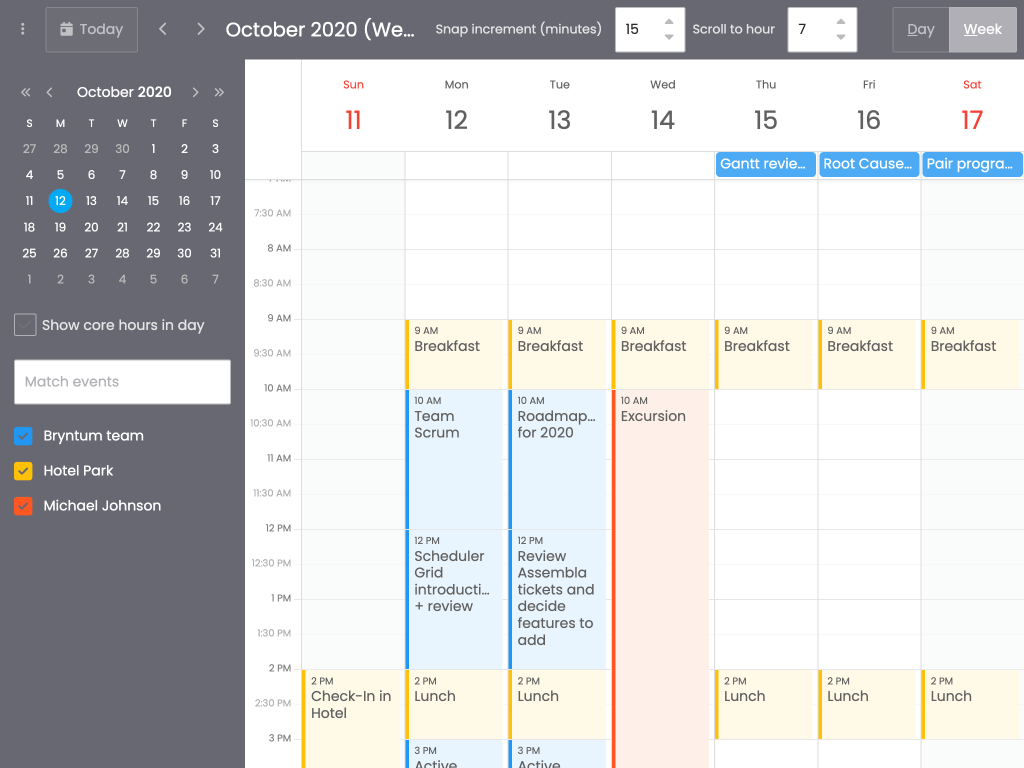 Today
October 2020 (We...
Snap increment (minutes)
15
Scroll to hour
7
Day
Week
October 2020
S M T W T F S
27 28 29 30 1 2 3
4 5 6 7 8 9 10
11 12 13 14 15 16 17
18 19 20 21 22 23 24
25 26 27 28 29 30 31
1 2 3 4 5 6 7
Show core hours in day
Match events
Bryntum team
Hotel Park
Michael Johnson
Sun Mon Tue Wed Thu Fri Sat
11 12 13 14 15 16 17
Gantt revie... Root Cause... Pair progra...
7:30 AM
8 AM
8:30 AM
9 AM
9:30 AM
10 AM
10:30 AM
11 AM
11:30 AM
12 PM
12:30 PM
1 PM
1:30 PM
2 PM
2:30 PM
3 PM
2 PM
Check-In in
Hotel
9 AM
Breakfast
10 AM
Team
Scrum
12 PM
Scheduler
Grid
introducti...
+ review
2 PM
Lunch
3 PM
Active
9 AM
Breakfast
10 AM
Roadmap...
for 2020
12 PM
Review
Assembla
tickets and
decide
features to
add
2 PM
Lunch
3 PM
Active
9 AM
Breakfast
10 AM
Excursion
9 AM
Breakfast
2 PM
Lunch
9 AM
Breakfast
2 PM
Lunch
9 AM
Breakfast
2 PM
Lunch